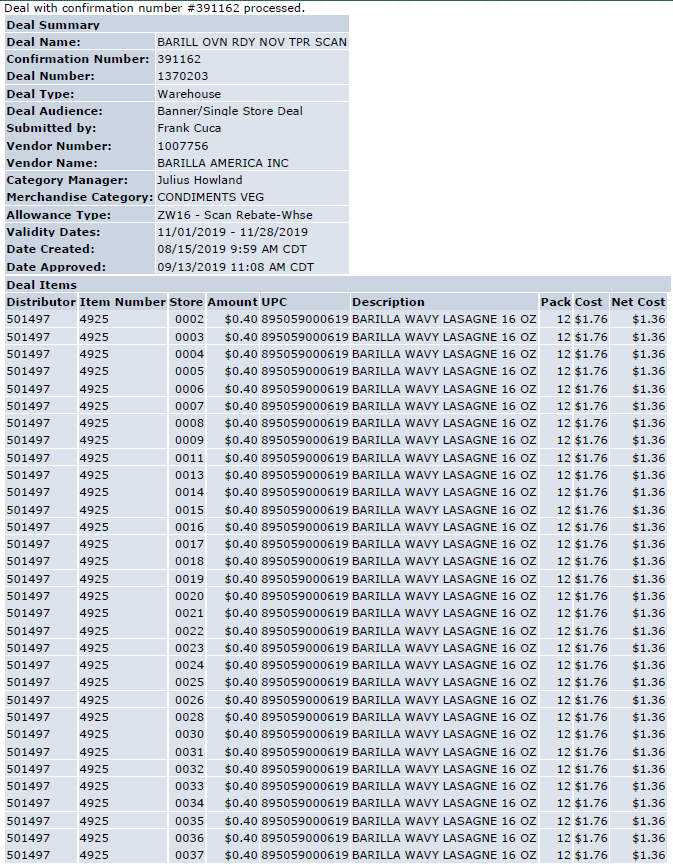 Deal with confirmation number #391162 processed.
Deal Summary
Deal Name: BARILL OVN RDY NOV TPR SCAN
Confirmation Number: 391162
Deal Number: 1370203
Deal Type: Warehouse
Deal Audience: Banner/Single Store Deal
Submitted by: Frank Cuca
Vendor Number: 1007756
Vendor Name: BARILLA AMERICA INC
Category Manager: Julius Howland
Merchandise Category: CONDIMENTS VEG
Allowance Type: ZW16 - Scan Rebate-Whse
Validity Dates: 11/01/2019 - 11/28/2019
Date Created: 08/15/2019 9:59 AM CDT
Date Approved: 09/13/2019 11:08 AM CDT
Deal Items
Distributor Item Number Store Amount UPC Description Pack Cost Net Cost
501497 4925 0002 $0.40 895059000619 BARILLA WAVY LASAGNE 16 OZ 12 $1.76 $1.36
501497 4925 0003 $0.40 895059000619 BARILLA WAVY LASAGNE 16 OZ 12 $1.76 $1.36
501497 4925 0004 $0.40 895059000619 BARILLA WAVY LASAGNE 16 OZ 12 $1.76 $1.36
501497 4925 0005 $0.40 895059000619 BARILLA WAVY LASAGNE 16 OZ 12 $1.76 $1.36
501497 4925 0006 $0.40 895059000619 BARILLA WAVY LASAGNE 16 OZ 12 $1.76 $1.36
501497 4925 0007 $0.40 895059000619 BARILLA WAVY LASAGNE 16 OZ 12 $1.76 $1.36
501497 4925 0008 $0.40 895059000619 BARILLA WAVY LASAGNE 16 OZ 12 $1.76 $1.36
501497 4925 0009 $0.40 895059000619 BARILLA WAVY LASAGNE 16 OZ 12 $1.76 $1.36
501497 4925 0011 $0.40 895059000619 BARILLA WAVY LASAGNE 16 OZ 12 $1.76 $1.36
501497 4925 0013 $0.40 895059000619 BARILLA WAVY LASAGNE 16 OZ 12 $1.76 $1.36
501497 4925 0014 $0.40 895059000619 BARILLA WAVY LASAGNE 16 OZ 12 $1.76 $1.36
501497 4925 0015 $0.40 895059000619 BARILLA WAVY LASAGNE 16 OZ 12 $1.76 $1.36
501497 4925 0016 $0.40 895059000619 BARILLA WAVY LASAGNE 16 OZ 12 $1.76 $1.36
501497 4925 0017 $0.40 895059000619 BARILLA WAVY LASAGNE 16 OZ 12 $1.76 $1.36
501497 4925 0018 $0.40 895059000619 BARILLA WAVY LASAGNE 16 OZ 12 $1.76 $1.36
501497 4925 0019 $0.40 895059000619 BARILLA WAVY LASAGNE 16 OZ 12 $1.76 $1.36
501497 4925 0020 $0.40 895059000619 BARILLA WAVY LASAGNE 16 OZ 12 $1.76 $1.36
501497 4925 0021 $0.40 895059000619 BARILLA WAVY LASAGNE 16 OZ 12 $1.76 $1.36
501497 4925 0022 $0.40 895059000619 BARILLA WAVY LASAGNE 16 OZ 12 $1.76 $1.36
501497 4925 0023 $0.40 895059000619 BARILLA WAVY LASAGNE 16 OZ 12 $1.76 $1.36
501497 4925 0024 $0.40 895059000619 BARILLA WAVY LASAGNE 16 OZ 12 $1.76 $1.36
501497 4925 0025 $0.40 895059000619 BARILLA WAVY LASAGNE 16 OZ 12 $1.76 $1.36
501497 4925 0026 $0.40 895059000619 BARILLA WAVY LASAGNE 16 OZ 12 $1.76 $1.36
501497 4925 0028 $0.40 895059000619 BARILLA WAVY LASAGNE 16 OZ 12 $1.76 $1.36
501497 4925 0030 $0.40 895059000619 BARILLA WAVY LASAGNE 16 OZ 12 $1.76 $1.36
501497 4925 0031 $0.40 895059000619 BARILLA WAVY LASAGNE 16 OZ 12 $1.76 $1.36
501497 4925 0032 $0.40 895059000619 BARILLA WAVY LASAGNE 16 OZ 12 $1.76 $1.36
501497 4925 0033 $0.40 895059000619 BARILLA WAVY LASAGNE 16 OZ 12 $1.76 $1.36
501497 4925 0034 $0.40 895059000619 BARILLA WAVY LASAGNE 16 OZ 12 $1.76 $1.36
501497 4925 0035 $0.40 895059000619 BARILLA WAVY LASAGNE 16 OZ 12 $1.76 $1.36
501497 4925 0036 $0.40 895059000619 BARILLA WAVY LASAGNE 16 OZ 12 $1.76 $1.36
501497 4925 0037 $0.40 895059000619 BARILLA WAVY LASAGNE 16 OZ 12 $1.76 $1.36